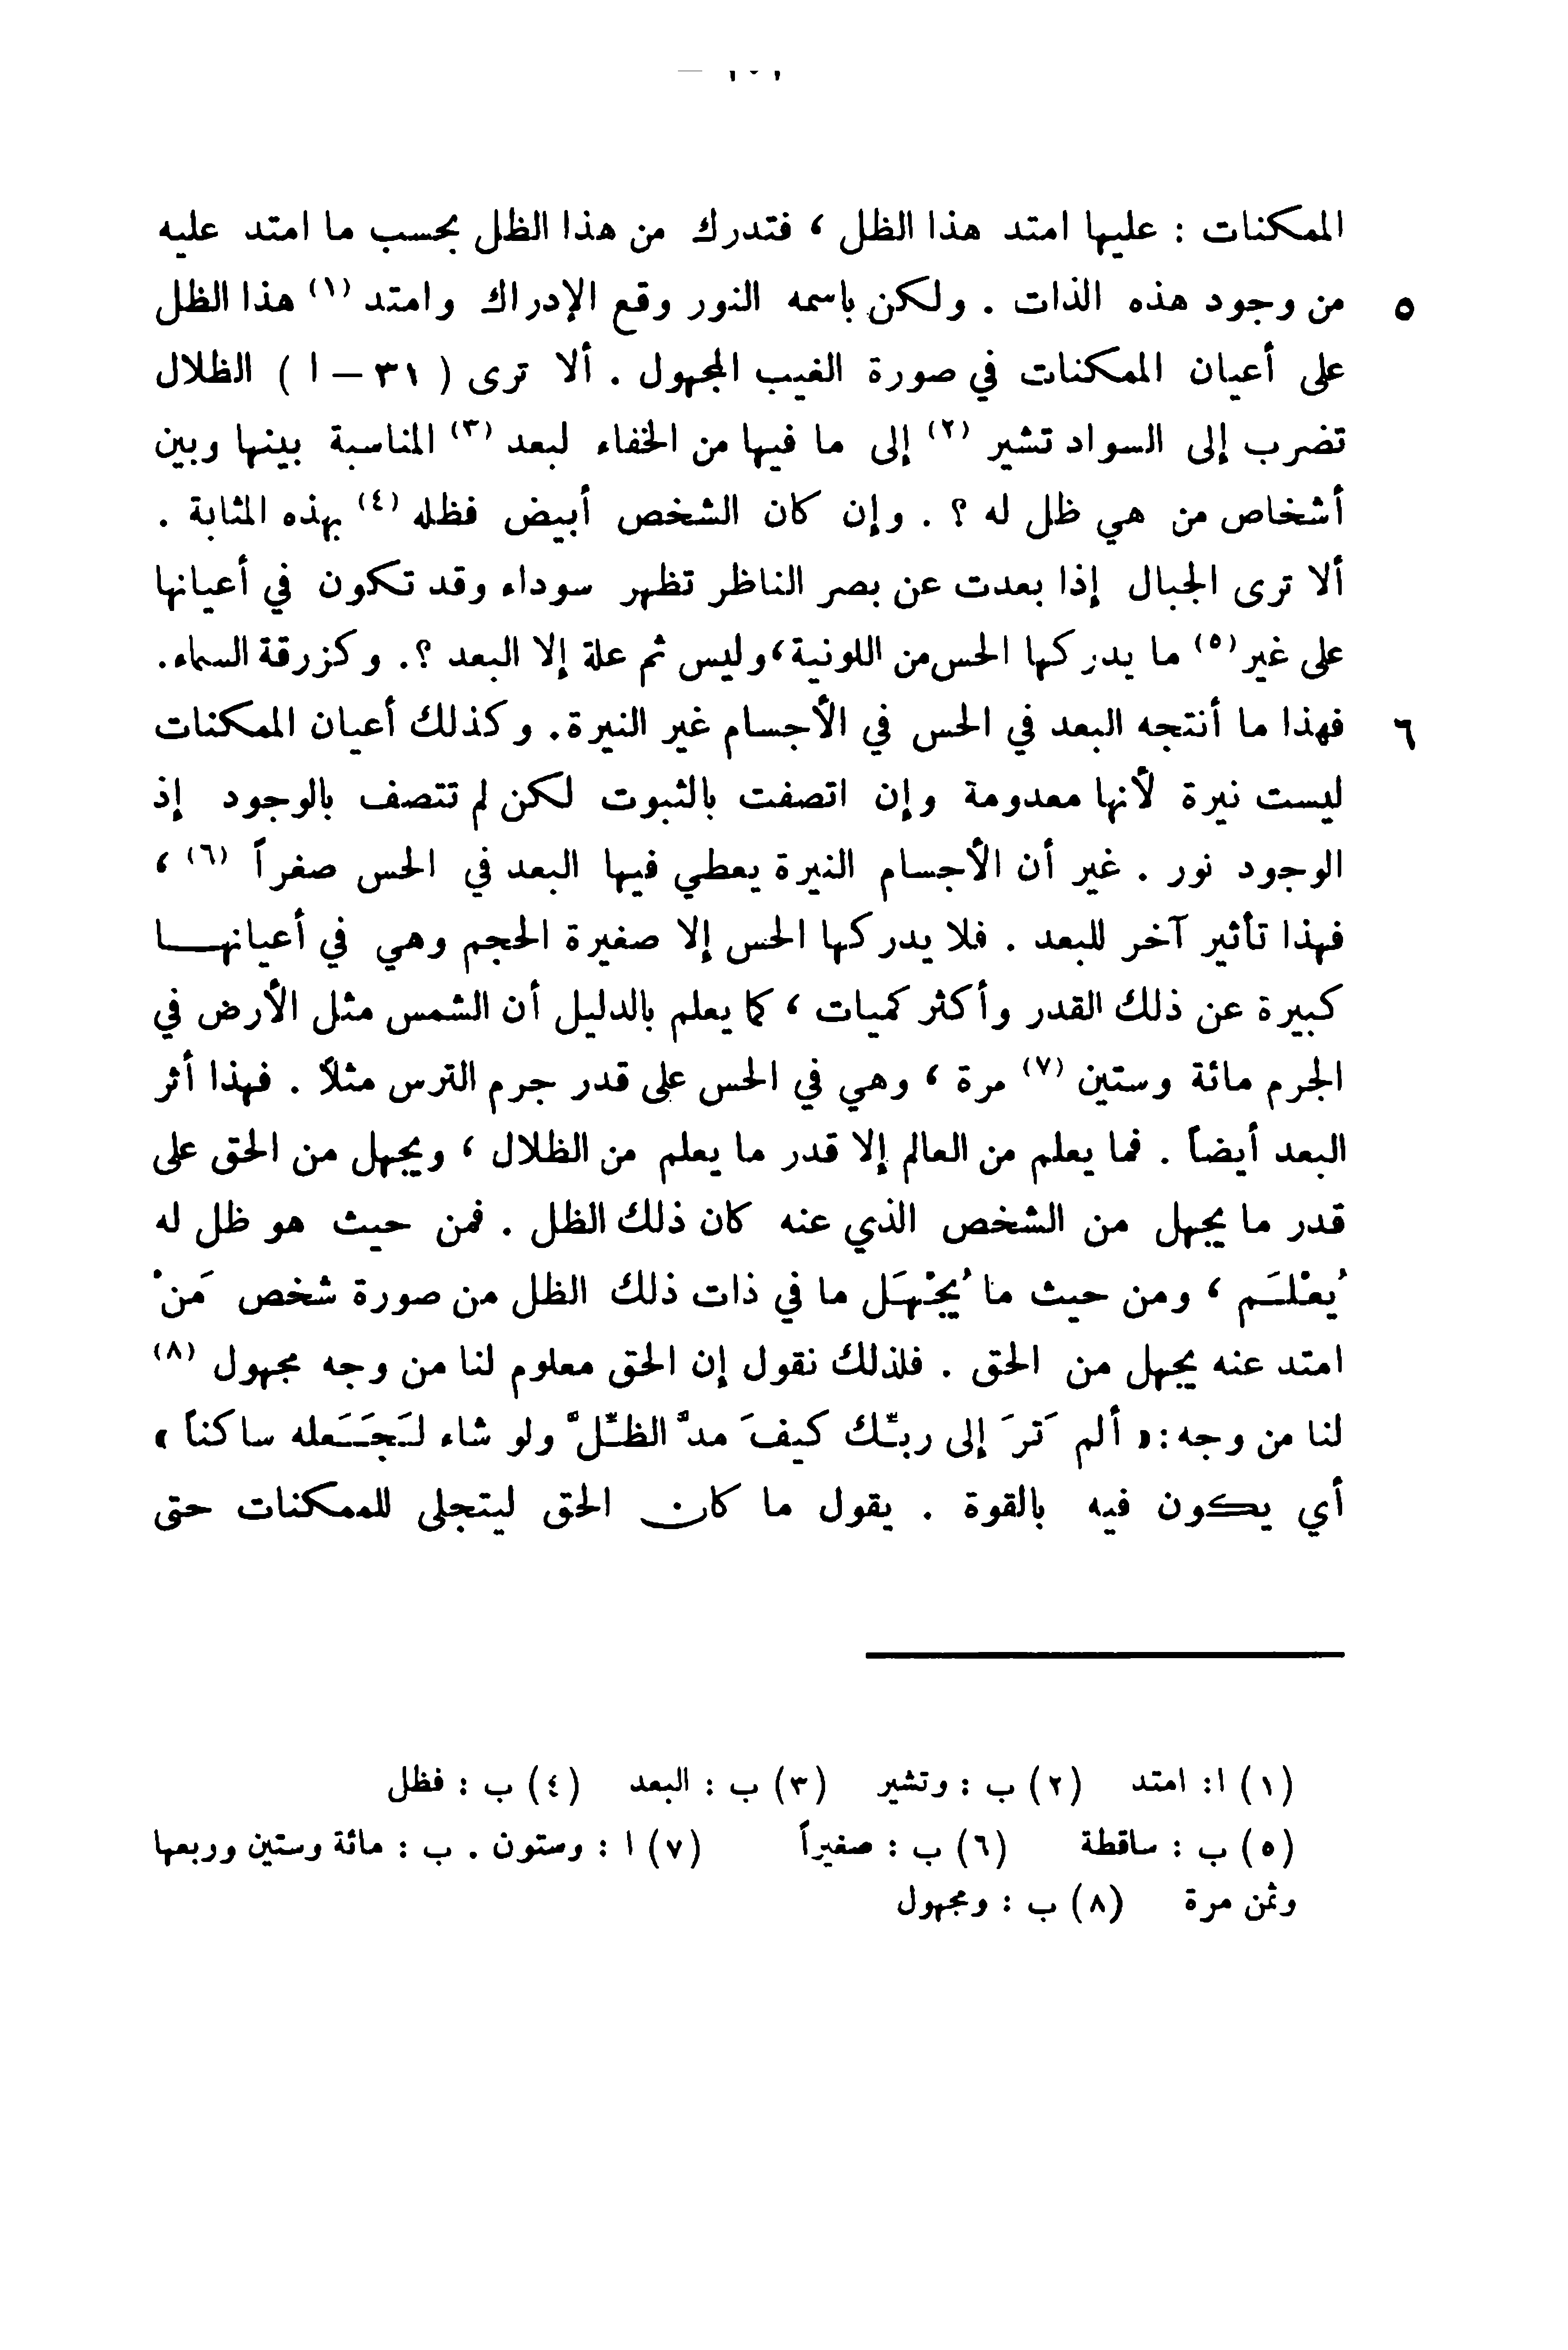 الممكنات : عليها امتد هذا الظل ، فتدرك من هذا الظل بحسب ما امتد عليه
٥ من وجود هذه الذات . ولكن باسمه النور وقع الإدراك وامتد (١) هذا الظل
على أعيان الممكنات في صورة الغيب المجهول . ألا ترى ( ٣١ – ا ) الظلال
تضرب إلى السواد تشير (٢) إلى ما فيها من الخفاء لبعد (٣) المناسبة بينها وبين
أشخاص من هي ظل له ؟ . وإن كان الشخص أبيض فظله (٤) بهذه المثابة .
ألا ترى الجبال إذا بعدت عن بصر الناظر تظهر سوداء وقد تكون في أعيانها
على غير (٥) ما يدركها الحس من اللونية ، وليس ثم علة إلا البعد ؟ . وكزرقة السماء .
٦ فهذا ما أنتجه البعد في الحس في الأجسام غير النيرة . وكذلك أعيان الممكنات
ليست نيرة لأنها معدومة وإن اتصفت بالثبوت لكن لم تتصف بالوجود إذ
الوجود نور . غير أن الأجسام النيرة يعطي فيها البعد في الحس صغراً (٦) ،
فهذا تأثير آخر للبعد . فلا يدركها الحس إلا صغيرة الحجم وهي في أعيانهـا
كبيرة عن ذلك القدر وأكثر كميات ، كما يعلم بالدليل أن الشمس مثل الأرض في
الجرم مائة وستين (٧) مرة ، وهي في الحس على قدر جرم الترس مثلاً . فهذا أثر
البعد أيضاً . فما يعلم من العالم إلا قدر ما يعلم من الظلال ، ويجهل من الحق على
قدر ما يجهل من الشخص الذي عنه كان ذلك الظل . فمن حيث هو ظل له
يُعْلَم ، ومن حيث ما يُجْهَل ما في ذات ذلك الظل من صورة شخص مَنْ
امتد عنه يجهل من الحق . فلذلك نقول إن الحق معلوم لنا من وجه مجهول (٨)
لنا من وجه : « ألم تَرَ إلى ربّك كيفَ مدَّ الظِّلَّ ولو شاء لَجَعَله ساكناً »
أي يكون فيه بالقوة . يقول ما كان الحق ليتجلى للممكنات حتى
(١) ا: امتد (٢) ب : وتشير (٣) ب : البعد (٤) ب : فظل
(٥) ب : ساقطة (٦) ب : صغيراً (٧) ا : وستون . ب : مائة وستين وربعها
وثمن مرة (٨) ب : ومجهول